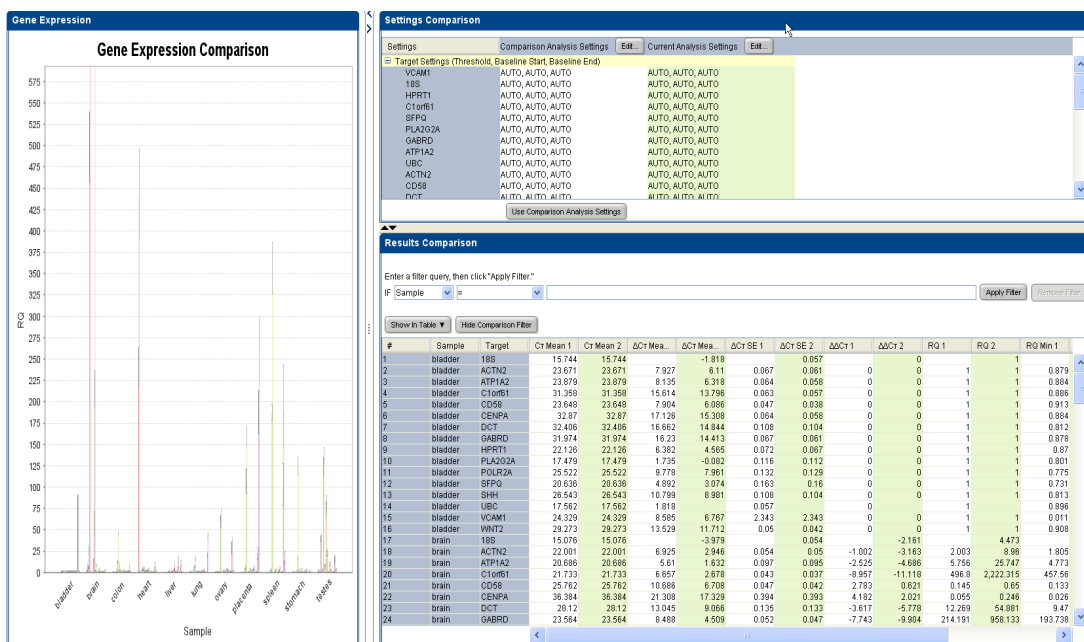 Gene Expression
Gene Expression Comparison
575
550
525
500
475
450
425
400
375
350
325
300
275
250
225
200
175
150
125
100
75
50
25
0
RQ
bladder
brain
colon
heart
liver
lung
ovary
placenta
spleen
stomach
testes
Sample
Settings Comparison
Settings Comparison Analysis Settings Edit... Current Analysis Settings Edit...
Target Settings (Threshold, Baseline Start, Baseline End)
VCAM1 AUTO, AUTO, AUTO AUTO, AUTO, AUTO
18S AUTO, AUTO, AUTO AUTO, AUTO, AUTO
HPRT1 AUTO, AUTO, AUTO AUTO, AUTO, AUTO
C1orf61 AUTO, AUTO, AUTO AUTO, AUTO, AUTO
SFPQ AUTO, AUTO, AUTO AUTO, AUTO, AUTO
PLA2G2A AUTO, AUTO, AUTO AUTO, AUTO, AUTO
GABRD AUTO, AUTO, AUTO AUTO, AUTO, AUTO
ATP1A2 AUTO, AUTO, AUTO AUTO, AUTO, AUTO
UBC AUTO, AUTO, AUTO AUTO, AUTO, AUTO
ACTN2 AUTO, AUTO, AUTO AUTO, AUTO, AUTO
CD58 AUTO, AUTO, AUTO AUTO, AUTO, AUTO
DCT AUTO, AUTO, AUTO AUTO, AUTO, AUTO
Use Comparison Analysis Settings
Results Comparison
Enter a filter query, then click "Apply Filter."
IF Sample = Apply Filter Remove Filter
Show In Table ▼ Hide Comparison Filter
# Sample Target CT Mean 1 CT Mean 2 ΔCT Mea... ΔCT Mea... ΔCT SE 1 ΔCT SE 2 ΔΔCT 1 ΔΔCT 2 RQ 1 RQ 2 RQ Min 1
1 bladder 18S 15.744 15.744 -1.818 0.057 0 1
2 bladder ACTN2 23.671 23.671 7.927 6.11 0.067 0.061 0 0 1 1 0.879
3 bladder ATP1A2 23.879 23.879 8.135 6.318 0.064 0.058 0 0 1 1 0.884
4 bladder C1orf61 31.358 31.358 15.614 13.796 0.063 0.057 0 0 1 1 0.886
5 bladder CD58 23.648 23.648 7.904 6.086 0.047 0.038 0 0 1 1 0.913
6 bladder CENPA 32.87 32.87 17.126 15.308 0.064 0.058 0 0 1 1 0.884
7 bladder DCT 32.406 32.406 16.662 14.844 0.108 0.104 0 0 1 1 0.812
8 bladder GABRD 31.974 31.974 16.23 14.413 0.067 0.061 0 0 1 1 0.878
9 bladder HPRT1 22.126 22.126 6.382 4.565 0.072 0.067 0 0 1 1 0.87
10 bladder PLA2G2A 17.479 17.479 1.735 -0.082 0.116 0.112 0 0 1 1 0.801
11 bladder POLR2A 25.522 25.522 9.778 7.961 0.132 0.129 0 0 1 1 0.775
12 bladder SFPQ 20.636 20.636 4.892 3.074 0.163 0.16 0 0 1 1 0.731
13 bladder SHH 26.543 26.543 10.799 8.981 0.108 0.104 0 0 1 1 0.813
14 bladder UBC 17.562 17.562 1.818 0.057 0 1 0.896
15 bladder VCAM1 24.329 24.329 8.585 6.767 2.343 2.343 0 0 1 1 0.011
16 bladder WNT2 29.273 29.273 13.529 11.712 0.05 0.042 0 0 1 1 0.908
17 brain 18S 15.076 15.076 -3.979 0.054 -2.161 4.473
18 brain ACTN2 22.001 22.001 6.925 2.946 0.054 0.05 -1.002 -3.163 2.003 8.96 1.805
19 brain ATP1A2 20.686 20.686 5.61 1.632 0.097 0.095 -2.525 -4.686 5.756 25.747 4.773
20 brain C1orf61 21.733 21.733 6.657 2.678 0.043 0.037 -8.957 -11.118 496.8 2,222.315 457.56
21 brain CD58 25.762 25.762 10.686 6.708 0.047 0.042 2.783 0.621 0.145 0.65 0.133
22 brain CENPA 36.384 36.384 21.308 17.329 0.394 0.393 4.182 2.021 0.055 0.246 0.026
23 brain DCT 28.12 28.12 13.045 9.066 0.135 0.133 -3.617 -5.778 12.269 54.881 9.47
24 brain GABRD 23.564 23.564 8.488 4.509 0.052 0.047 -7.743 -9.904 214.191 958.133 193.738